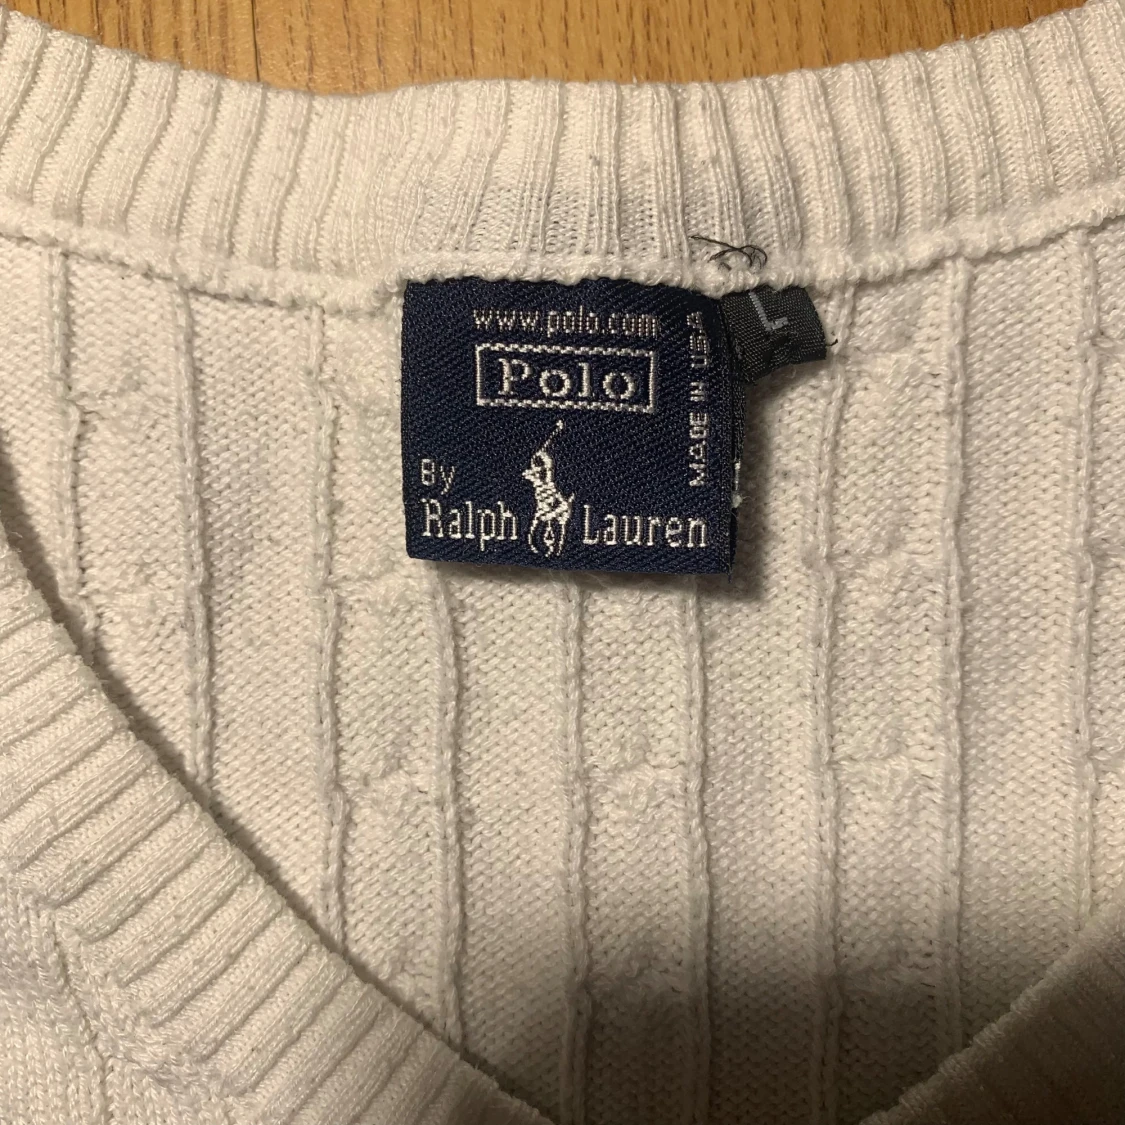 www.polo.com
Polo
By
Ralph Lauren
MADE IN USA
L